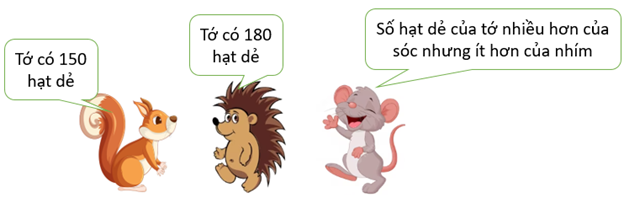 Tớ có 150
hạt dẻ
Tớ có 180
hạt dẻ
Số hạt dẻ của tớ nhiều hơn của
sóc nhưng ít hơn của nhím